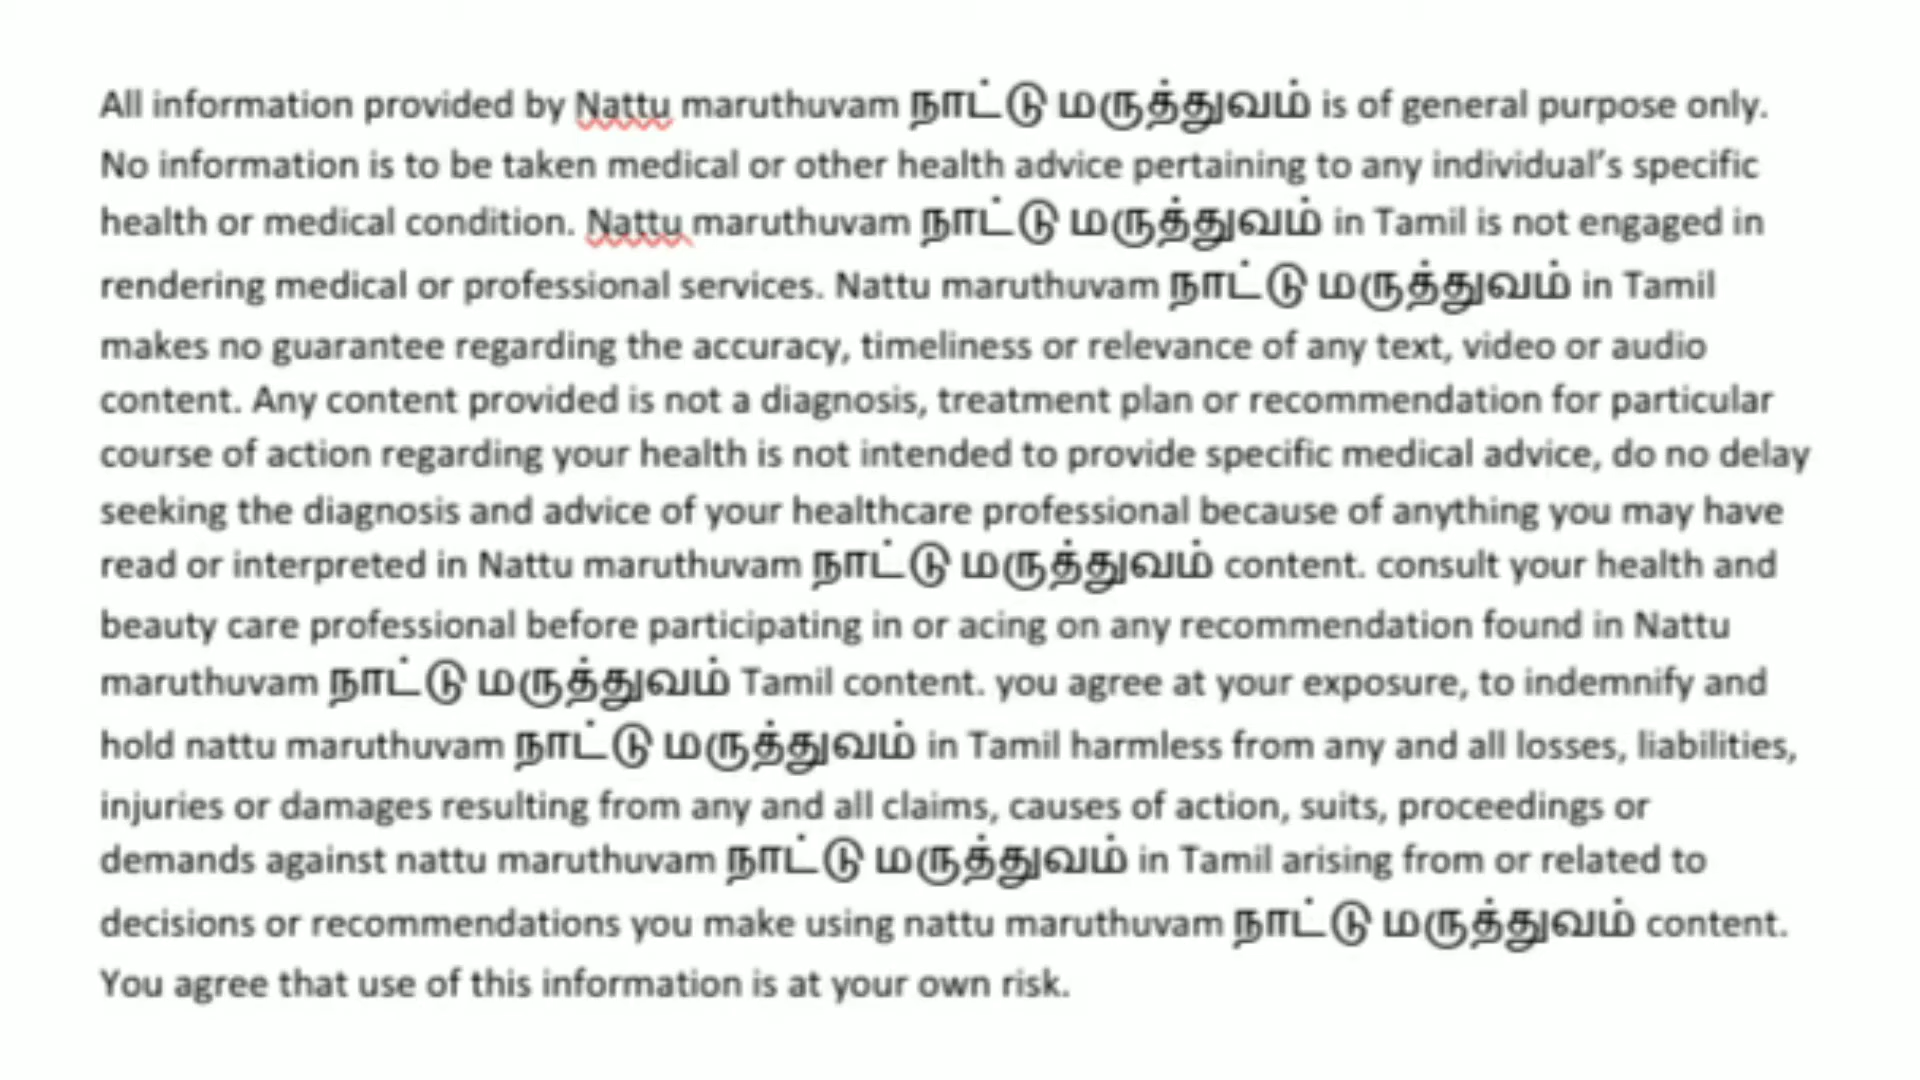 All information provided by Nattu maruthuvam நாட்டு மருத்துவம் is of general purpose only.
No information is to be taken medical or other health advice pertaining to any individual’s specific
health or medical condition. Nattu maruthuvam நாட்டு மருத்துவம் in Tamil is not engaged in
rendering medical or professional services. Nattu maruthuvam நாட்டு மருத்துவம் in Tamil
makes no guarantee regarding the accuracy, timeliness or relevance of any text, video or audio
content. Any content provided is not a diagnosis, treatment plan or recommendation for particular
course of action regarding your health is not intended to provide specific medical advice, do no delay
seeking the diagnosis and advice of your healthcare professional because of anything you may have
read or interpreted in Nattu maruthuvam நாட்டு மருத்துவம் content. consult your health and
beauty care professional before participating in or acing on any recommendation found in Nattu
maruthuvam நாட்டு மருத்துவம் Tamil content. you agree at your exposure, to indemnify and
hold nattu maruthuvam நாட்டு மருத்துவம் in Tamil harmless from any and all losses, liabilities,
injuries or damages resulting from any and all claims, causes of action, suits, proceedings or
demands against nattu maruthuvam நாட்டு மருத்துவம் in Tamil arising from or related to
decisions or recommendations you make using nattu maruthuvam நாட்டு மருத்துவம் content.
You agree that use of this information is at your own risk.